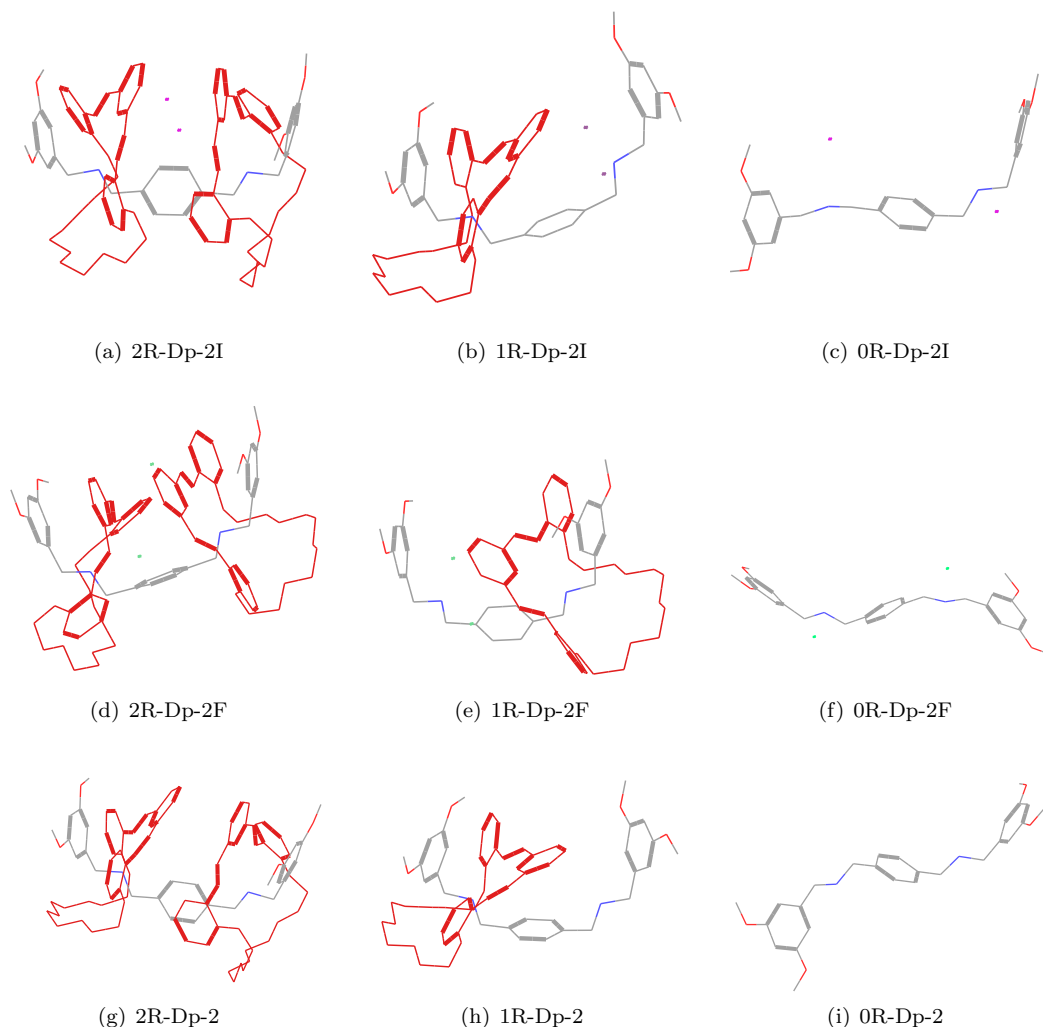 (a) 2R-Dp-2I
(b) 1R-Dp-2I
(c) 0R-Dp-2I
(d) 2R-Dp-2F
(e) 1R-Dp-2F
(f) 0R-Dp-2F
(g) 2R-Dp-2
(h) 1R-Dp-2
(i) 0R-Dp-2